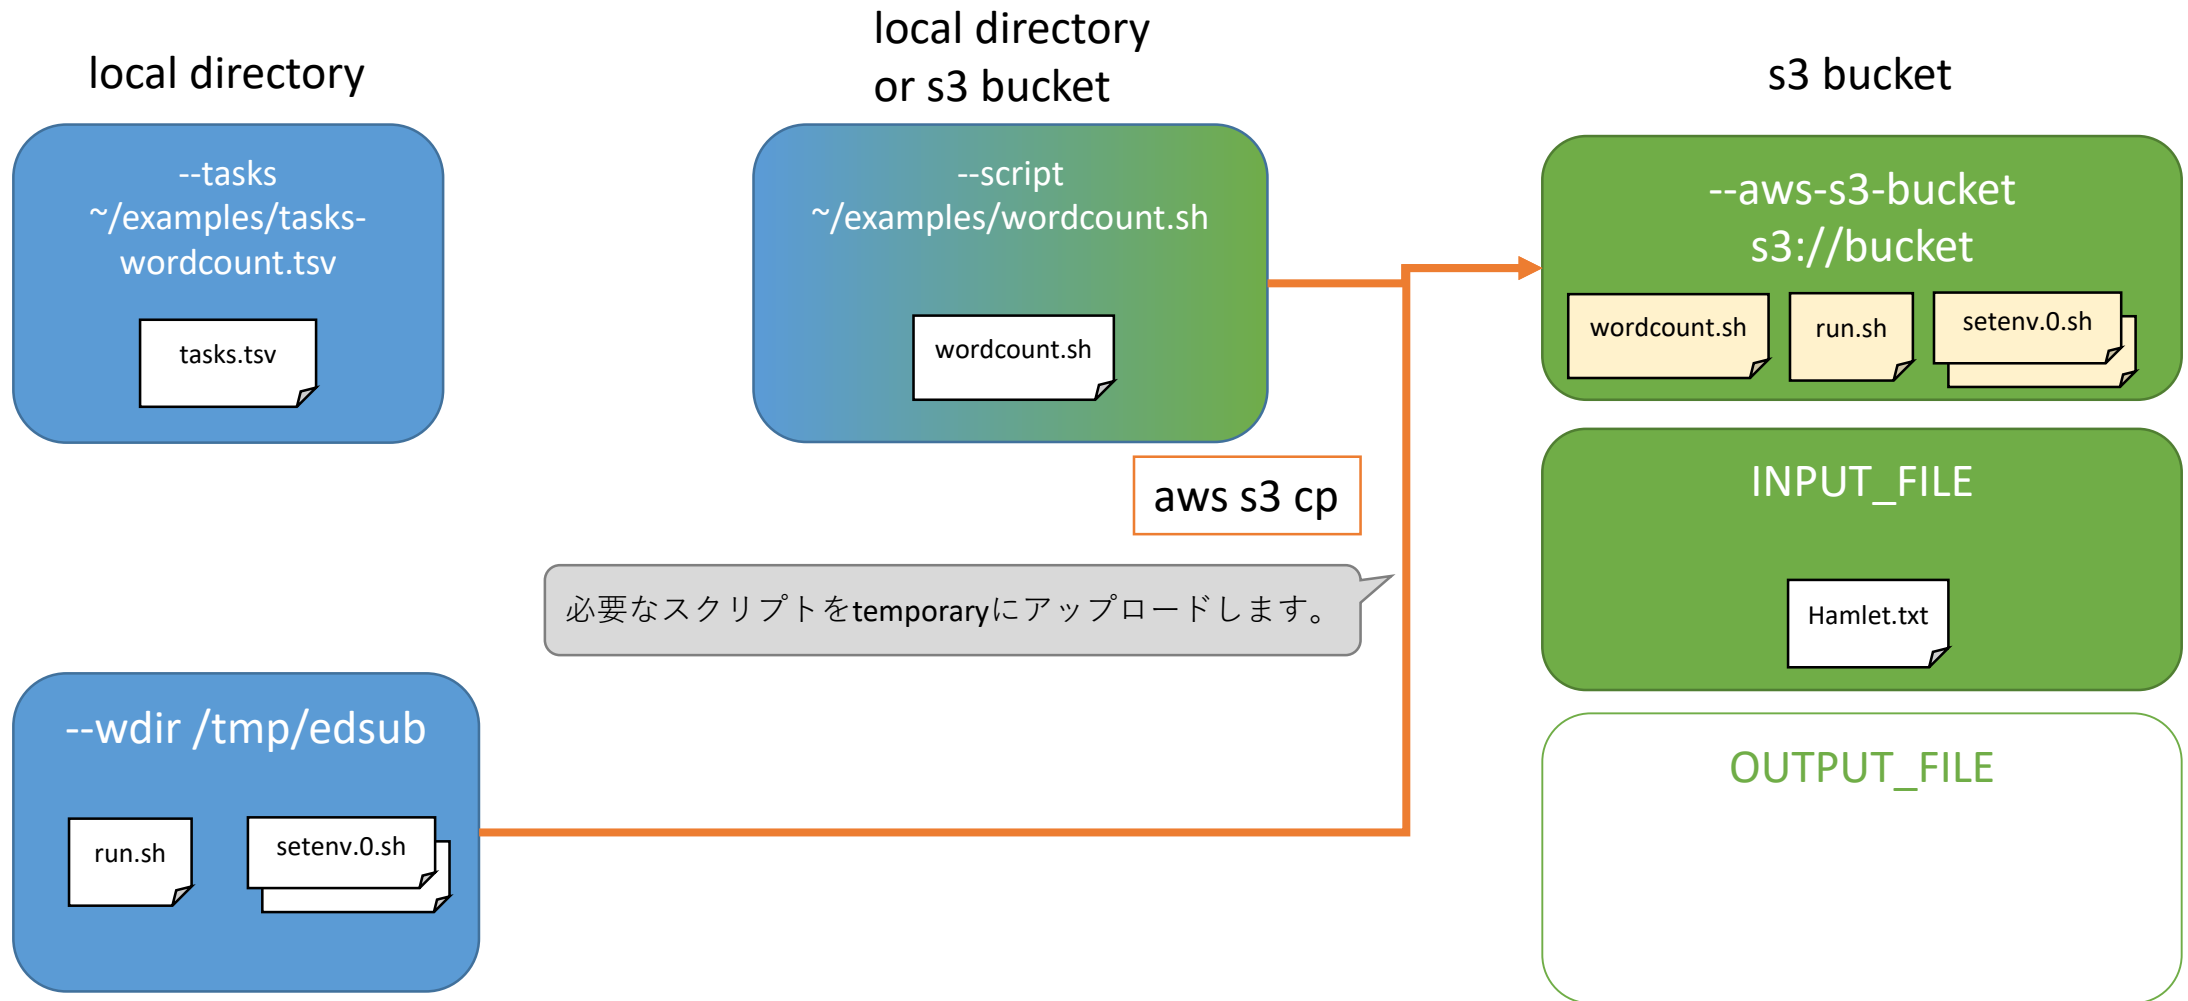 local directory
--tasks
~/examples/tasks-
wordcount.tsv
tasks.tsv
local directory
or s3 bucket
--script
~/examples/wordcount.sh
wordcount.sh
s3 bucket
--aws-s3-bucket
s3://bucket
wordcount.sh
run.sh
setenv.0.sh
aws s3 cp
必要なスクリプトをtemporaryにアップロードします。
INPUT_FILE
Hamlet.txt
--wdir /tmp/edsub
run.sh
setenv.0.sh
OUTPUT_FILE